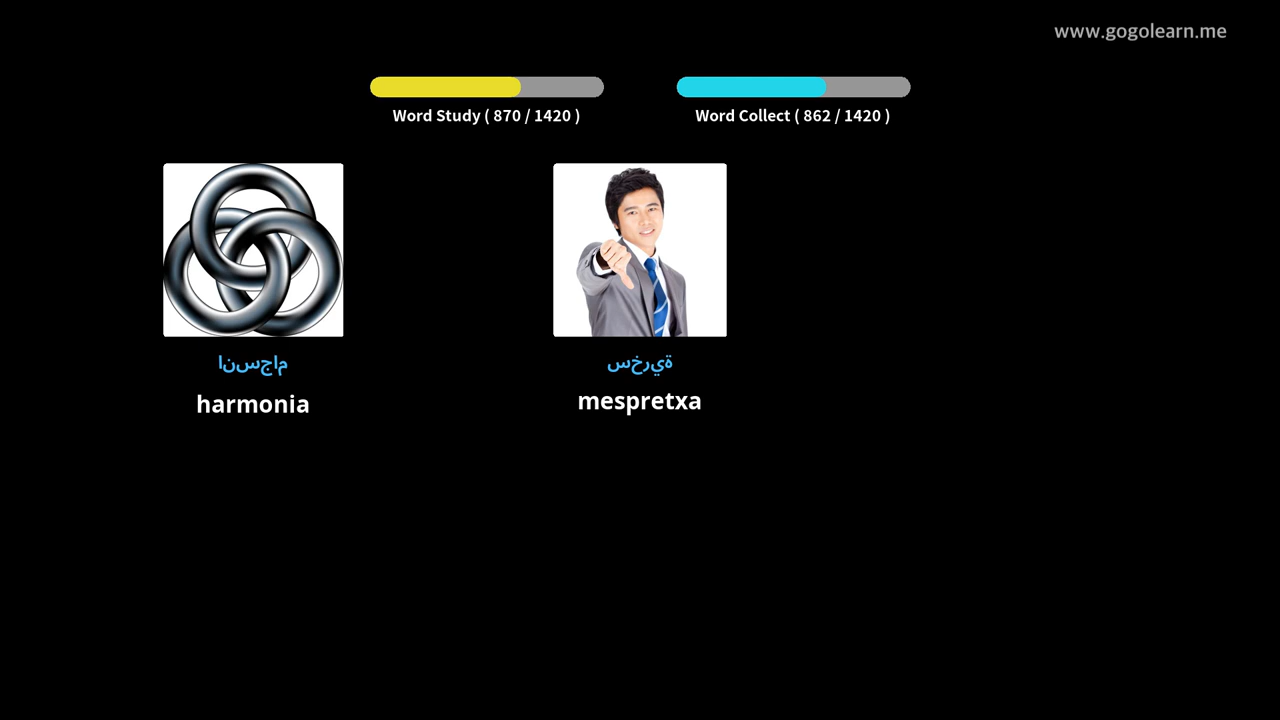 www.gogolearn.me
Word Study ( 870 / 1420 )
Word Collect ( 862 / 1420 )
انسجام
harmonia
سخرية
mespretxa